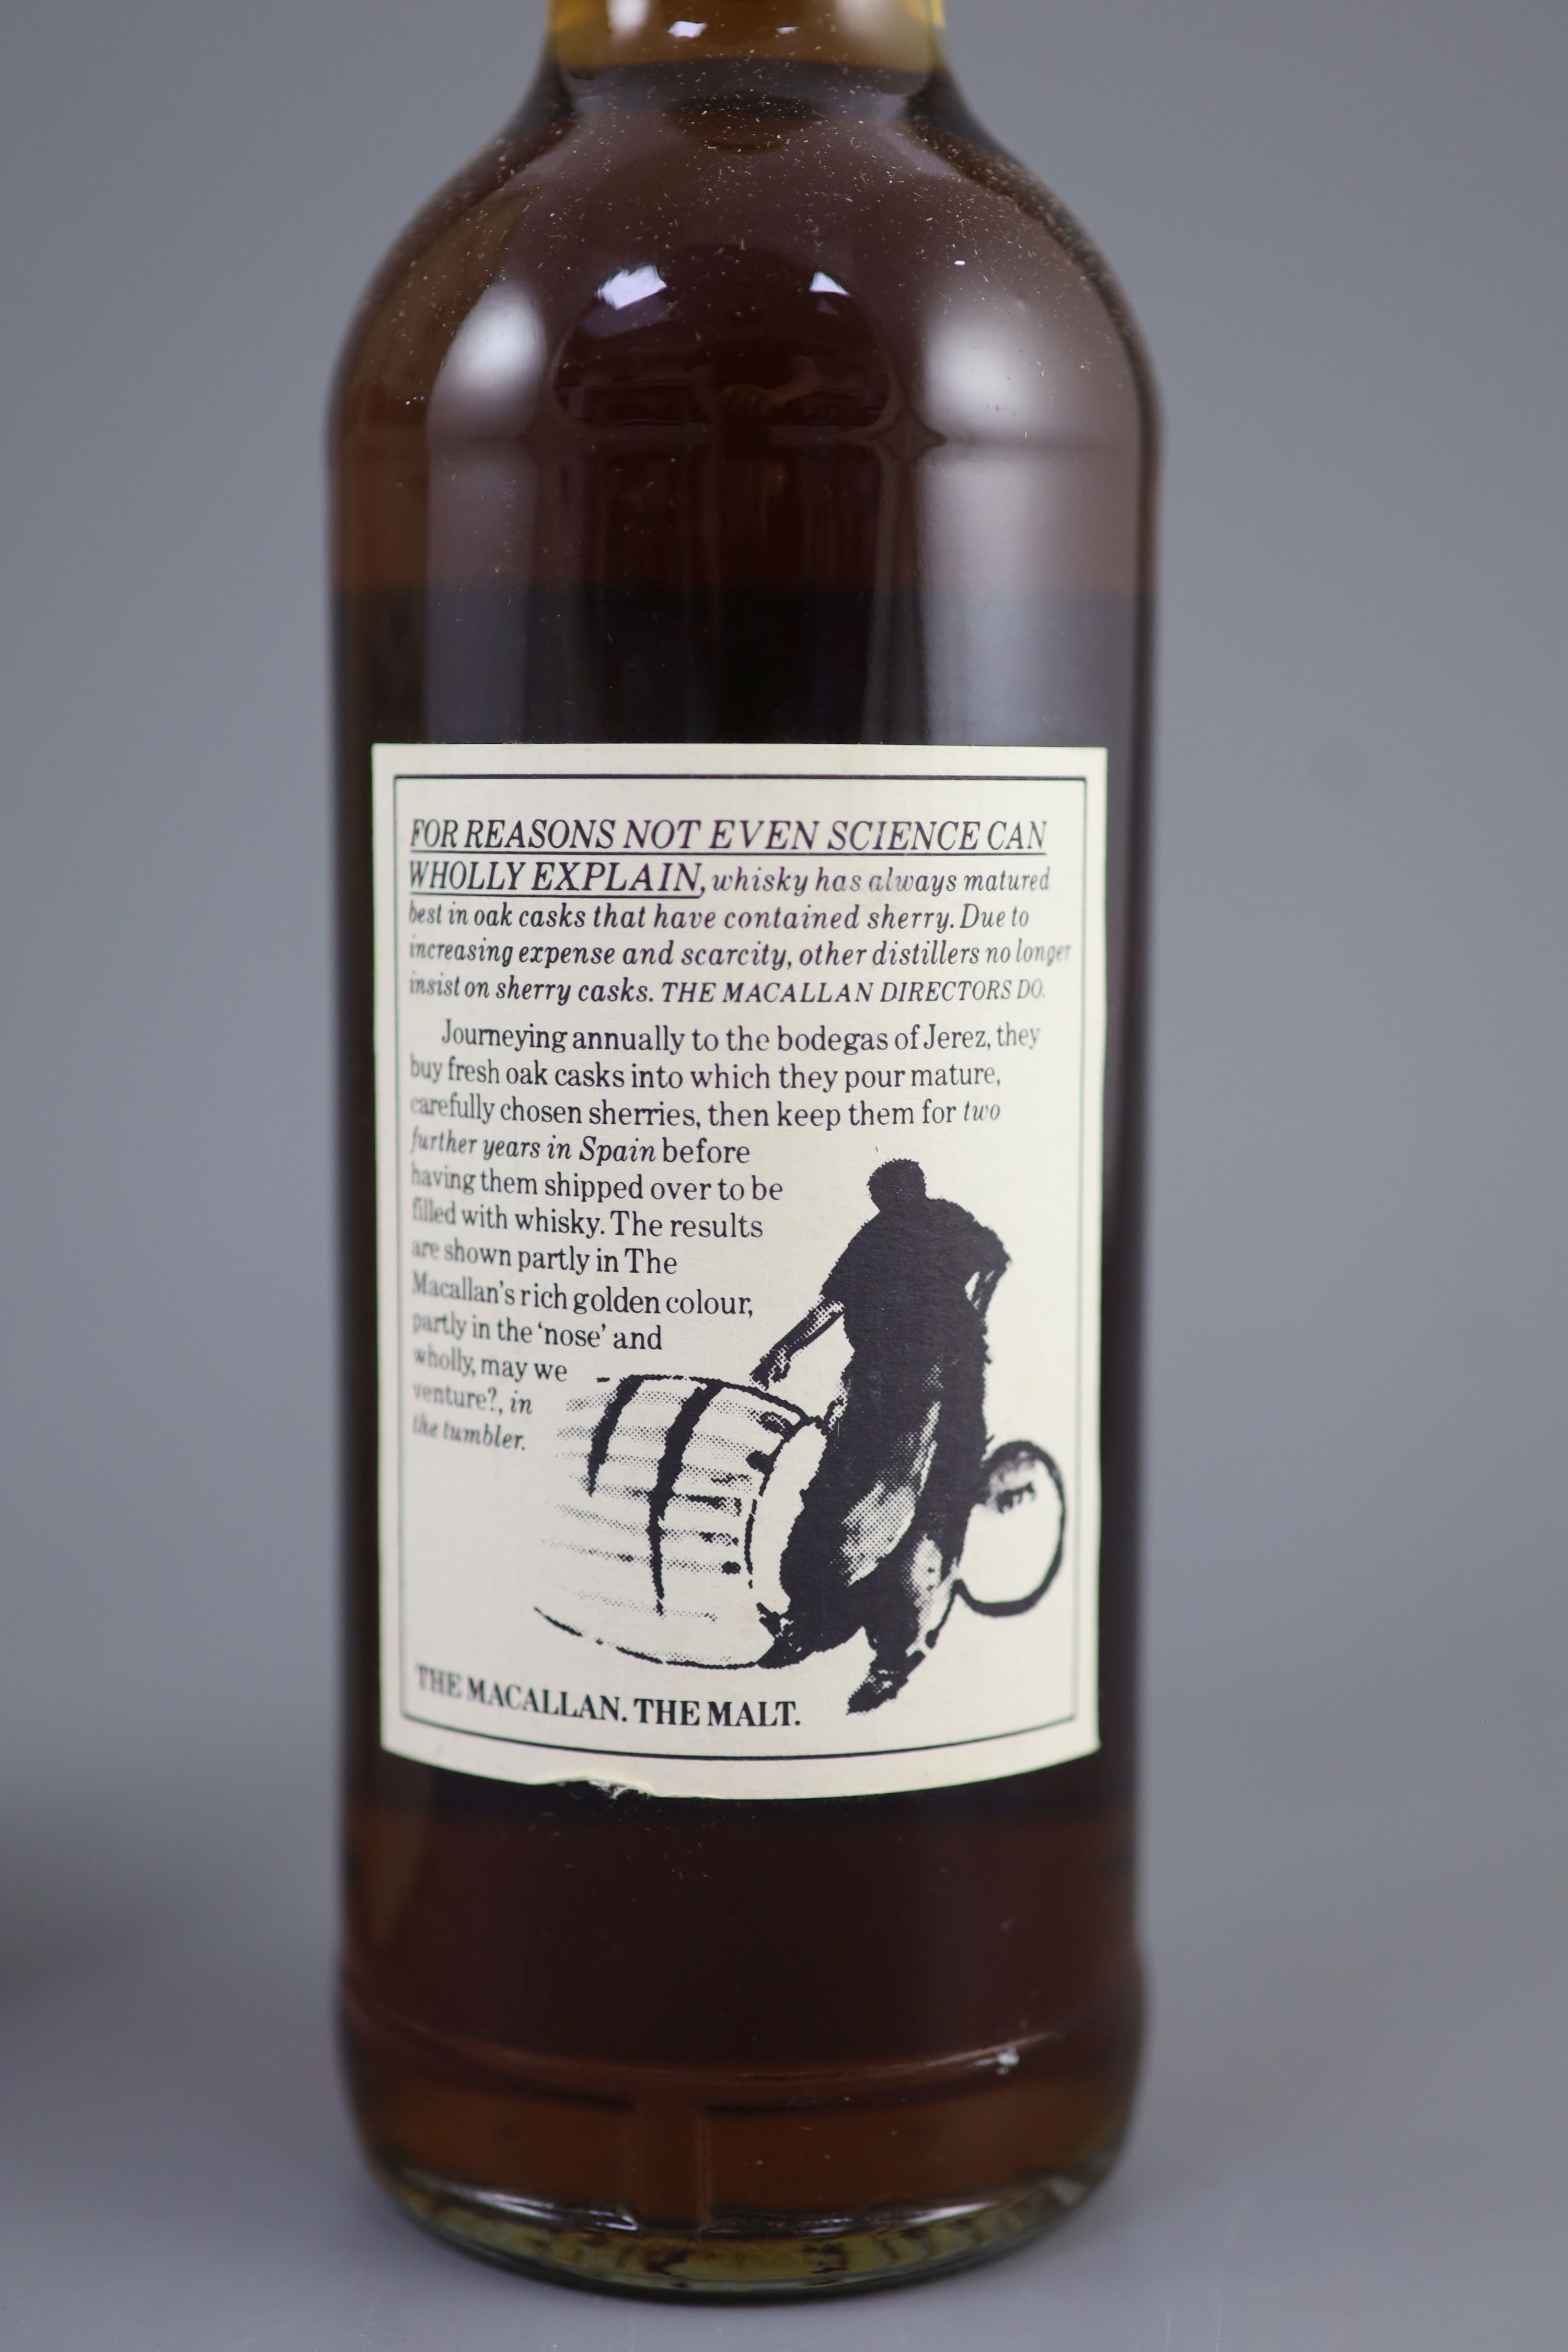 FOR REASONS NOT EVEN SCIENCE CAN
WHOLLY EXPLAIN, whisky has always matured
best in oak casks that have contained sherry. Due to
increasing expense and scarcity, other distillers no longer
insist on sherry casks. THE MACALLAN DIRECTORS DO.
Journeying annually to the bodegas of Jerez, they
buy fresh oak casks into which they pour mature,
carefully chosen sherries, then keep them for two
further years in Spain before
having them shipped over to be
filled with whisky. The results
are shown partly in The
Macallan's rich golden colour,
partly in the 'nose' and
wholly, may we
venture?, in
the tumbler.
THE MACALLAN. THE MALT.